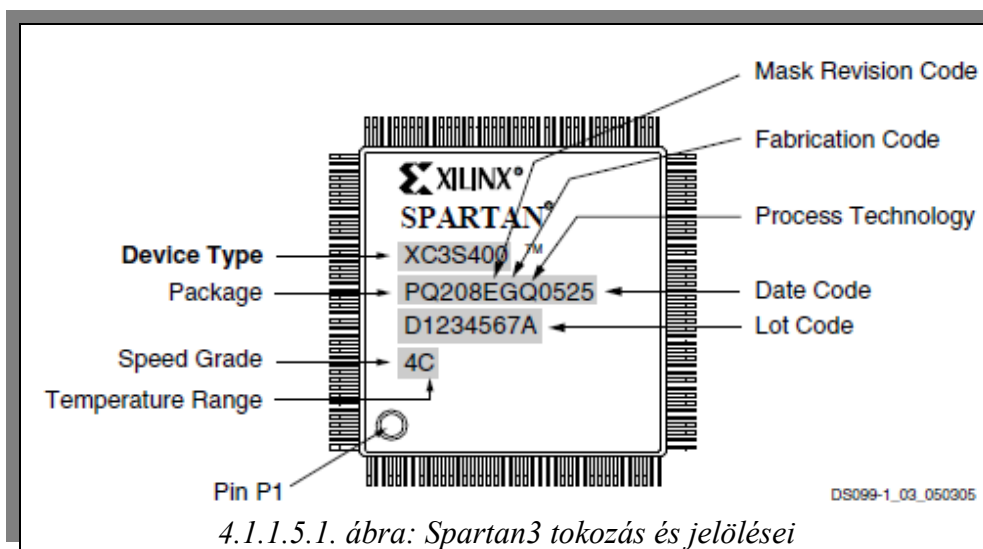 Mask Revision Code
Fabrication Code
XILINX®
SPARTAN®
Process Technology
Device Type
XC3S400 ™
Package
PQ208EGQ0525
Date Code
D1234567A
Lot Code
Speed Grade
4C
Temperature Range
Pin P1
DS099-1_03_050305
4.1.1.5.1. ábra: Spartan3 tokozás és jelölései